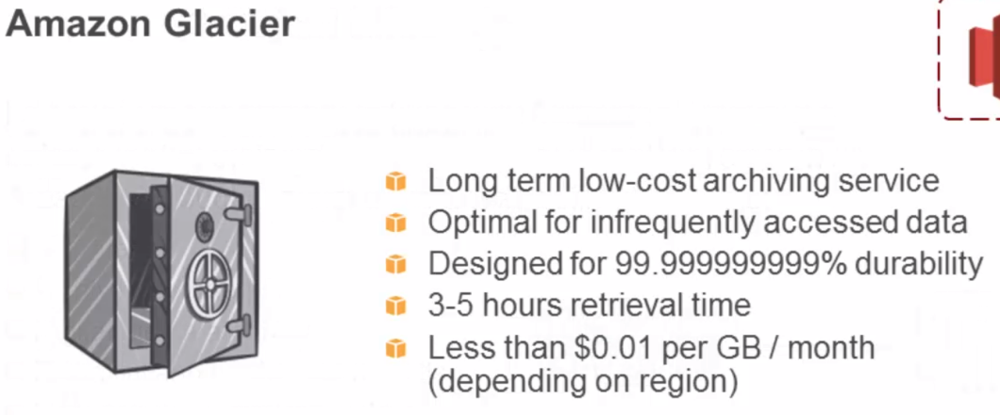 Amazon Glacier
Long term low-cost archiving service
Optimal for infrequently accessed data
Designed for 99.999999999% durability
3-5 hours retrieval time
Less than $0.01 per GB / month
(depending on region)